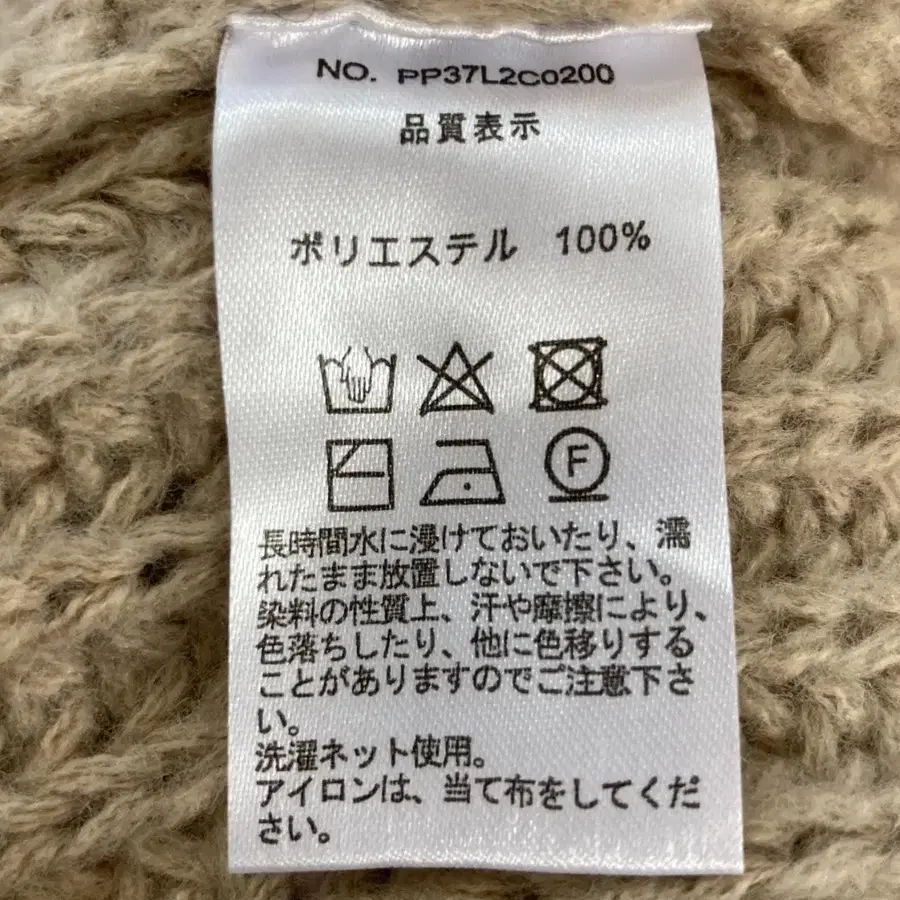 NO. PP37L2C0200
品質表示
ポリエステル 100%
F
長時間水に浸けておいたり、濡
れたまま放置しないで下さい。
染料の性質上、汗や摩擦により、
色落ちしたり、他に色移りする
ことがありますのでご注意下さ
い。
洗濯ネット使用。
アイロンは、当て布をしてくだ
さい。